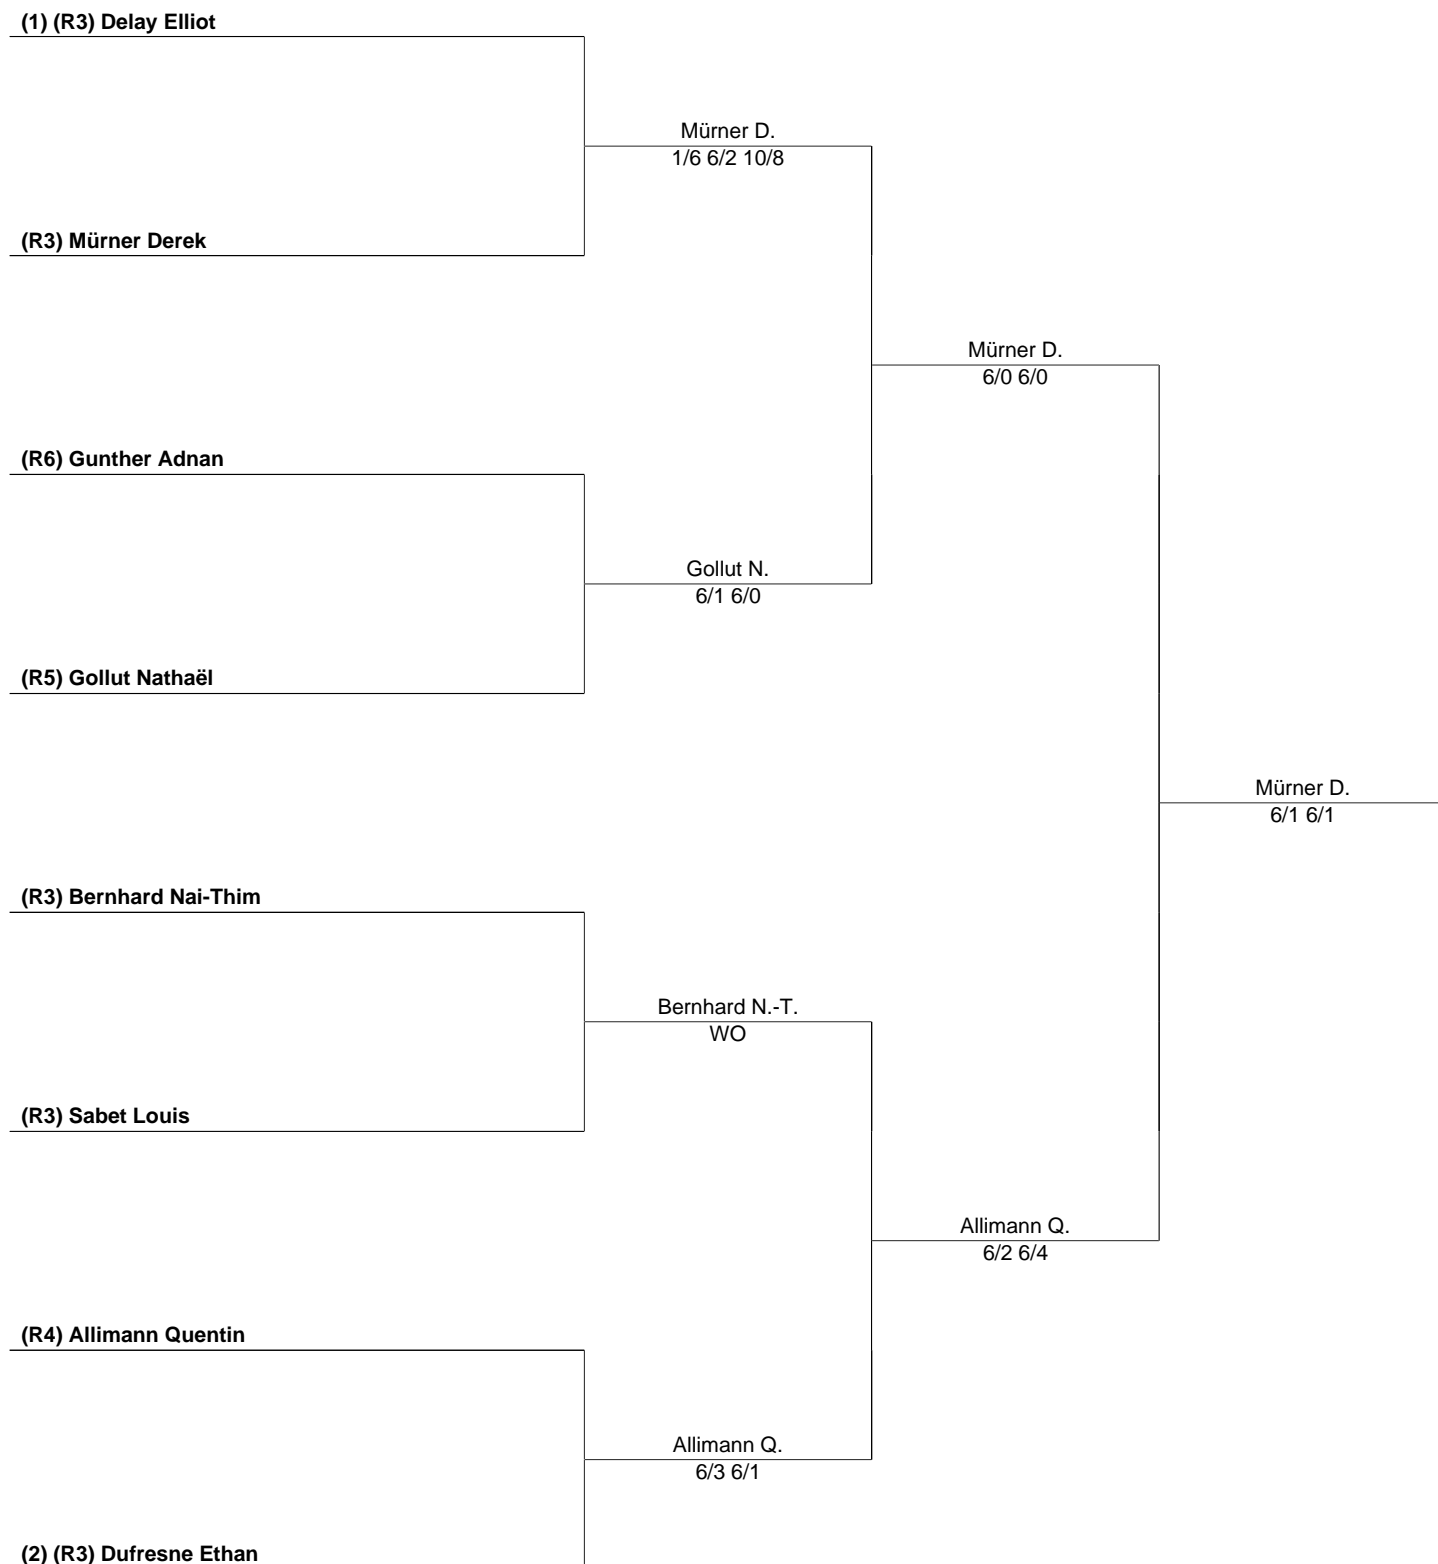 (1) (R3) Delay Elliot
Mürner D.
1/6 6/2 10/8
(R3) Mürner Derek
Mürner D.
6/0 6/0
(R6) Gunther Adnan
Gollut N.
6/1 6/0
(R5) Gollut Nathaël
Mürner D.
6/1 6/1
(R3) Bernhard Nai-Thim
Bernhard N.-T.
WO
(R3) Sabet Louis
Allimann Q.
6/2 6/4
(R4) Allimann Quentin
Allimann Q.
6/3 6/1
(2) (R3) Dufresne Ethan